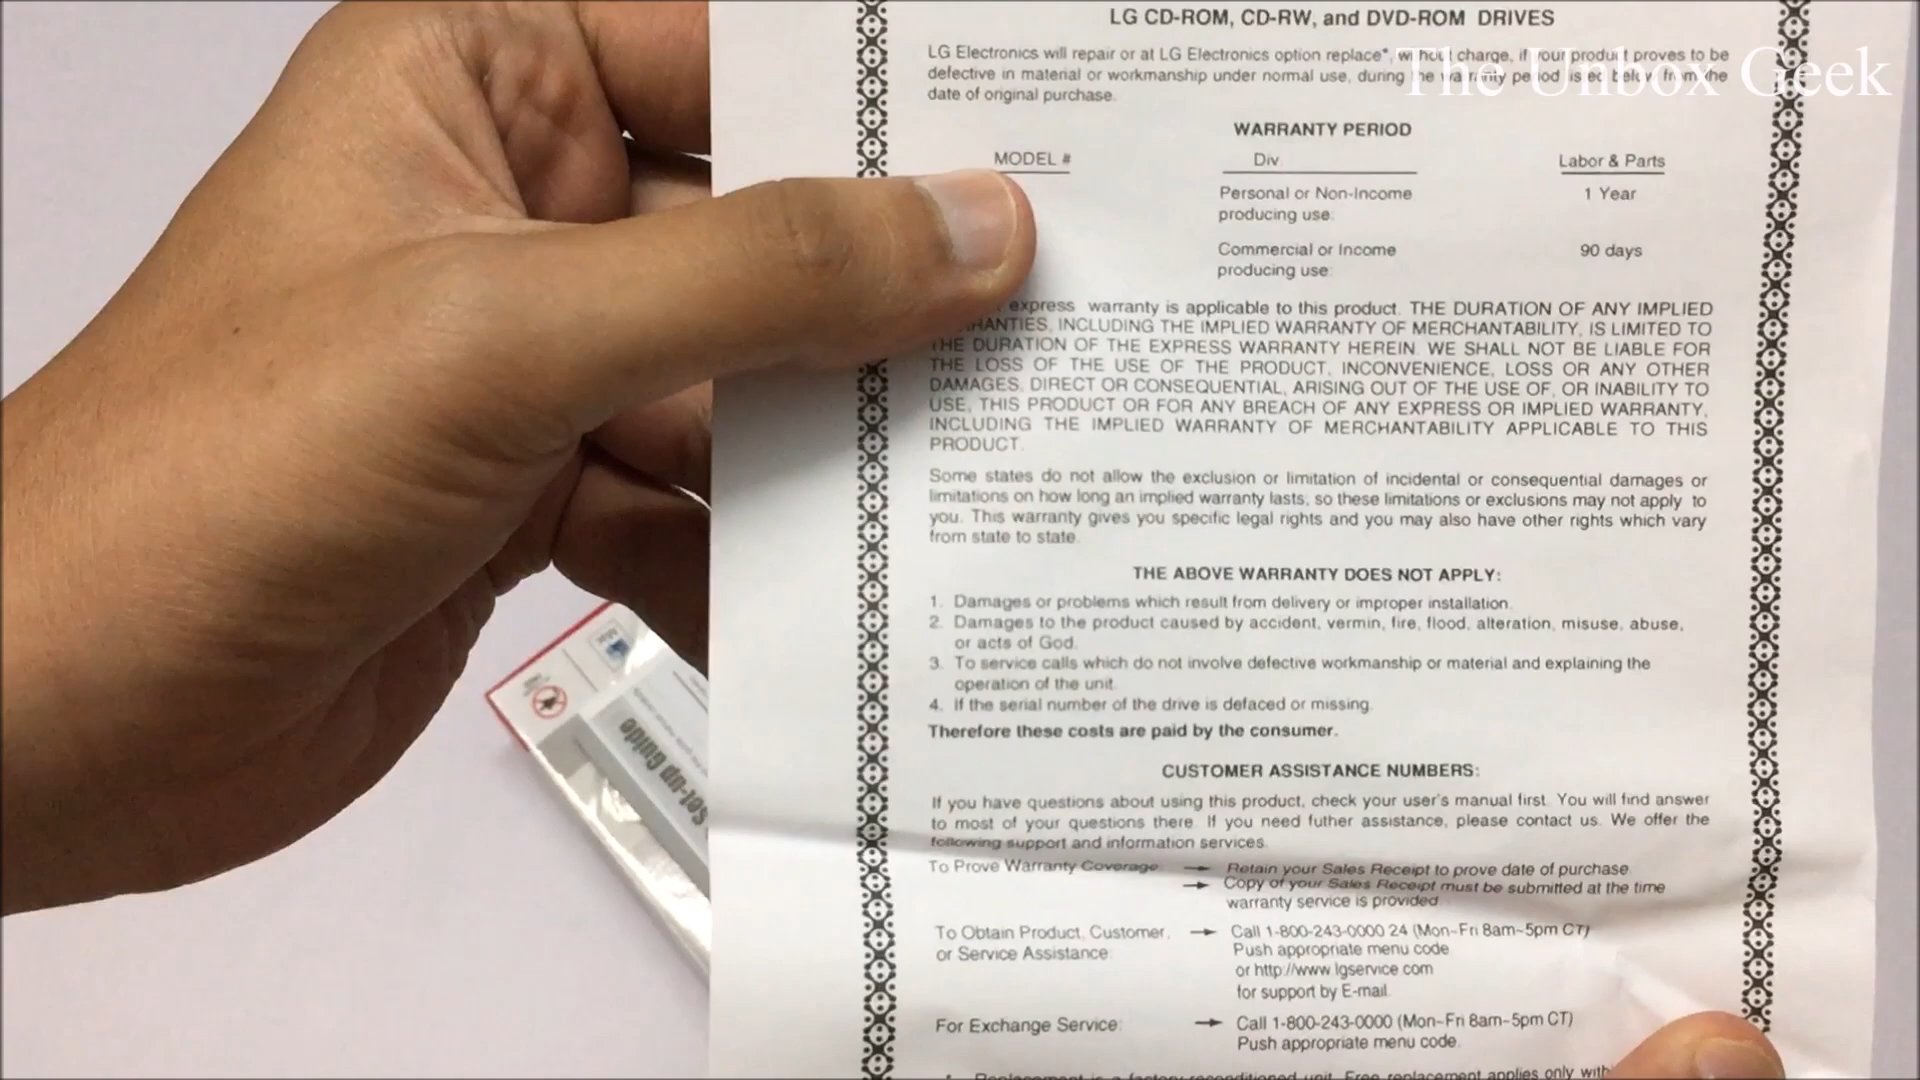 LG CD-ROM, CD-RW, and DVD-ROM DRIVES
LG Electronics will repair or at LG Electronics option replace*, without charge, if your product proves to be
defective in material or workmanship under normal use, during the warranty period listed below from the
date of original purchase.
The Unbox Geek
WARRANTY PERIOD
MODEL # Div Labor & Parts
Personal or Non-Income 1 Year
producing use:
Commercial or Income 90 days
producing use:
express warranty is applicable to this product. THE DURATION OF ANY IMPLIED
RANTIES, INCLUDING THE IMPLIED WARRANTY OF MERCHANTABILITY, IS LIMITED TO
THE DURATION OF THE EXPRESS WARRANTY HEREIN. WE SHALL NOT BE LIABLE FOR
THE LOSS OF THE USE OF THE PRODUCT, INCONVENIENCE, LOSS OR ANY OTHER
DAMAGES, DIRECT OR CONSEQUENTIAL, ARISING OUT OF THE USE OF, OR INABILITY TO
USE, THIS PRODUCT OR FOR ANY BREACH OF ANY EXPRESS OR IMPLIED WARRANTY,
INCLUDING THE IMPLIED WARRANTY OF MERCHANTABILITY APPLICABLE TO THIS
PRODUCT.
Some states do not allow the exclusion or limitation of incidental or consequential damages or
limitations on how long an implied warranty lasts; so these limitations or exclusions may not apply to
you. This warranty gives you specific legal rights and you may also have other rights which vary
from state to state.
THE ABOVE WARRANTY DOES NOT APPLY:
1. Damages or problems which result from delivery or improper installation.
2. Damages to the product caused by accident, vermin, fire, flood, alteration, misuse, abuse,
or acts of God.
3. To service calls which do not involve defective workmanship or material and explaining the
operation of the unit.
4. If the serial number of the drive is defaced or missing.
Therefore these costs are paid by the consumer.
CUSTOMER ASSISTANCE NUMBERS:
If you have questions about using this product, check your user's manual first. You will find answer
to most of your questions there. If you need futher assistance, please contact us. We offer the
following support and information services.
To Prove Warranty Coverage: → Retain your Sales Receipt to prove date of purchase.
→ Copy of your Sales Receipt must be submitted at the time
warranty service is provided.
To Obtain Product, Customer, → Call 1-800-243-0000 24 (Mon~Fri 8am~5pm CT)
or Service Assistance: Push appropriate menu code
or http://www.lgservice.com
for support by E-mail.
For Exchange Service: → Call 1-800-243-0000 (Mon~Fri 8am~5pm CT)
Push appropriate menu code.
* Replacement is a factory reconditioned unit. Free replacement applies only with
Mac
Set-up Guide